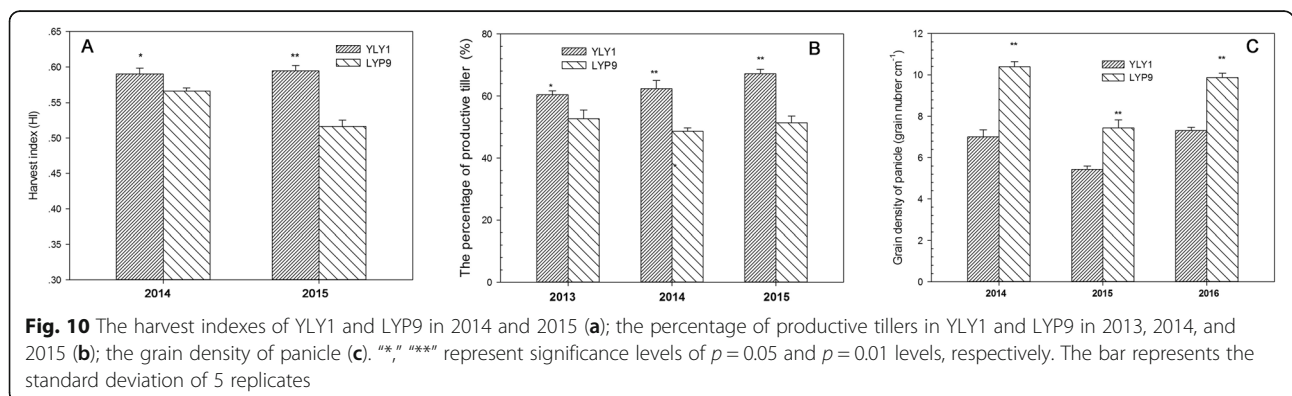 A
*
**
YLY1
LYP9
.65
.60
.55
.50
.45
.40
.35
.30
Harvest index (HI)
2014
2015
B
*
**
**
*
YLY1
LYP9
80
60
40
20
0
The percentage of productive tiller (%)
2013
2014
2015
C
**
**
**
YLY1
LYP9
12
10
8
6
4
2
0
Grain density of panicle (grain nubrer cm⁻¹)
2014
2015
2016
Fig. 10 The harvest indexes of YLY1 and LYP9 in 2014 and 2015 (a); the percentage of productive tillers in YLY1 and LYP9 in 2013, 2014, and
2015 (b); the grain density of panicle (c). “*,” “**” represent significance levels of p = 0.05 and p = 0.01 levels, respectively. The bar represents the
standard deviation of 5 replicates